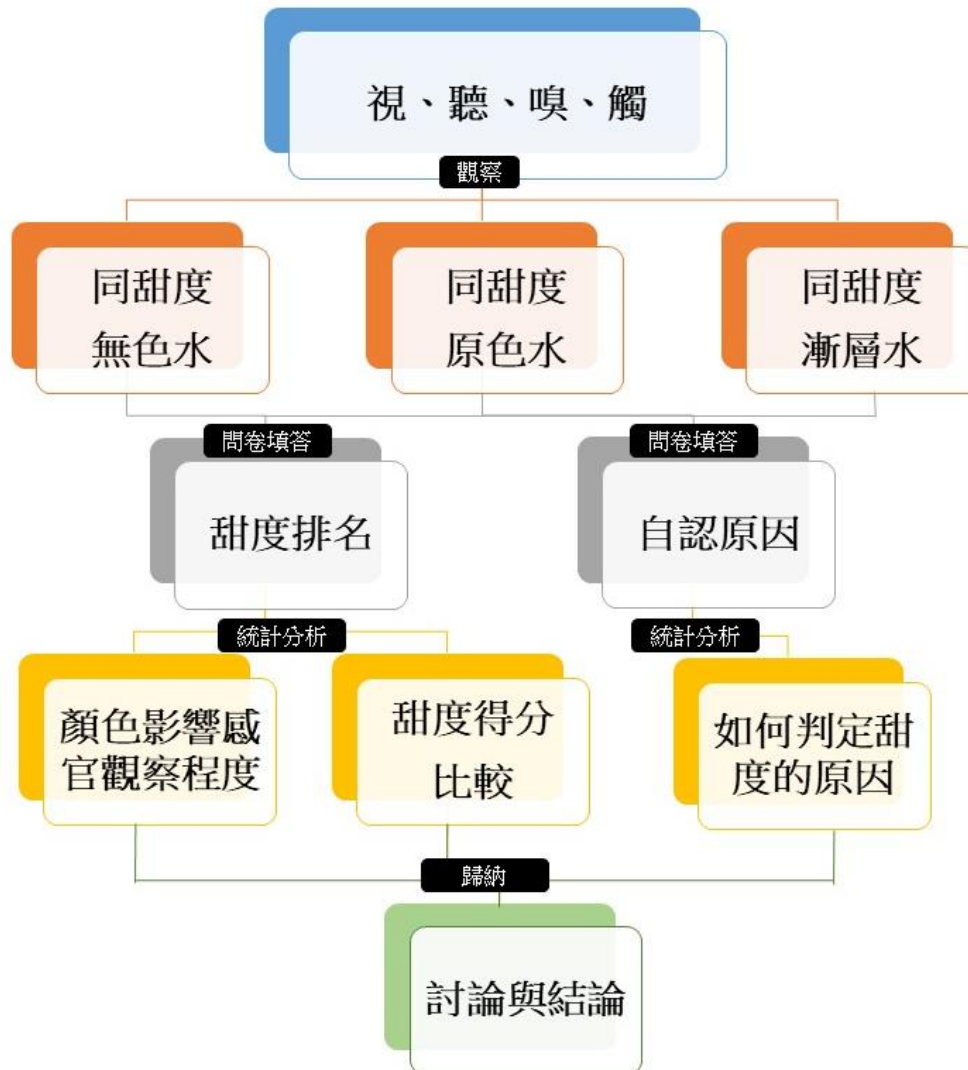 視、聽、嗅、觸
觀察
同甜度
無色水
同甜度
原色水
同甜度
漸層水
問卷填答
問卷填答
甜度排名
自認原因
統計分析
統計分析
顏色影響感
官觀察程度
甜度得分
比較
如何判定甜
度的原因
歸納
討論與結論